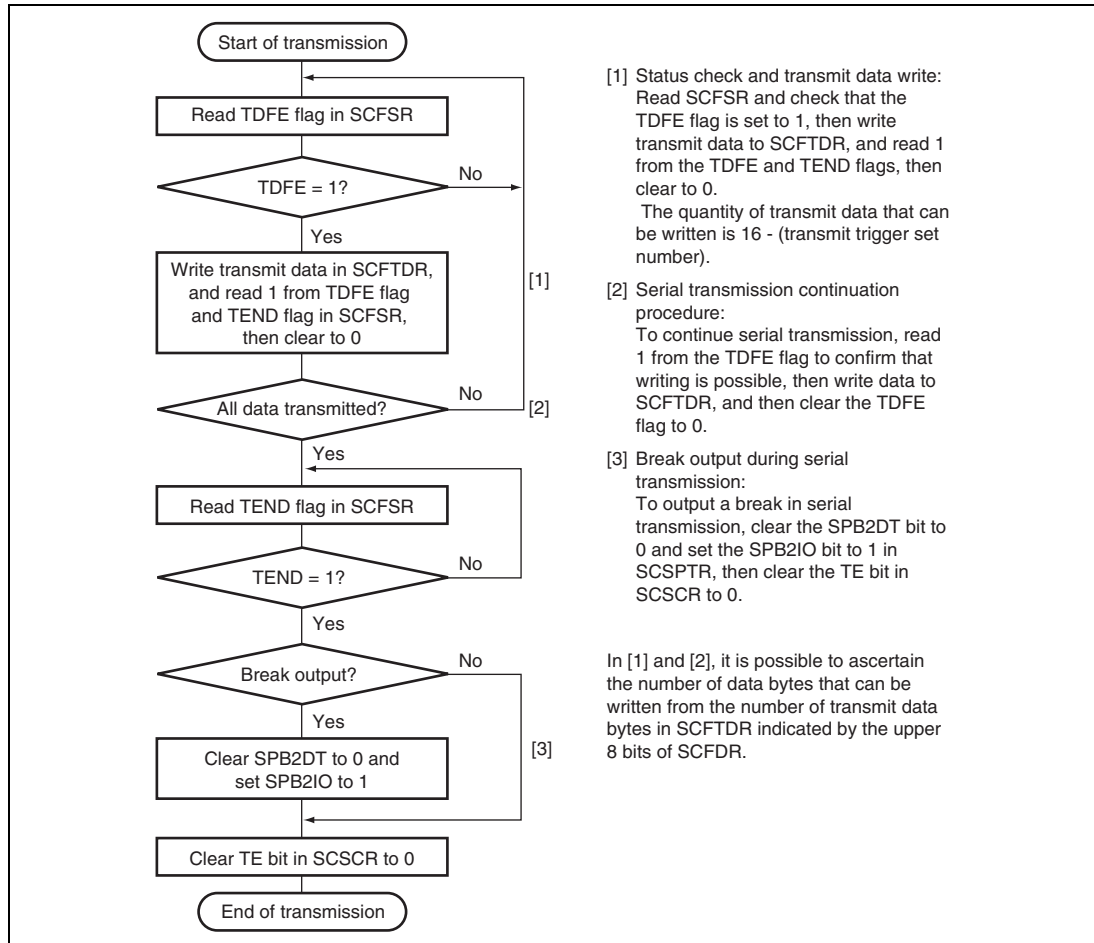 Start of transmission
Read TDFE flag in SCFSR
TDFE = 1?
No
Yes
Write transmit data in SCFTDR,
and read 1 from TDFE flag
and TEND flag in SCFSR,
then clear to 0
[1]
All data transmitted?
No
[2]
Yes
Read TEND flag in SCFSR
TEND = 1?
No
Yes
Break output?
No
Yes
Clear SPB2DT to 0 and
set SPB2IO to 1
[3]
Clear TE bit in SCSCR to 0
End of transmission
[1] Status check and transmit data write:
Read SCFSR and check that the
TDFE flag is set to 1, then write
transmit data to SCFTDR, and read 1
from the TDFE and TEND flags, then
clear to 0.
The quantity of transmit data that can
be written is 16 - (transmit trigger set
number).
[2] Serial transmission continuation
procedure:
To continue serial transmission, read
1 from the TDFE flag to confirm that
writing is possible, then write data to
SCFTDR, and then clear the TDFE
flag to 0.
[3] Break output during serial
transmission:
To output a break in serial
transmission, clear the SPB2DT bit to
0 and set the SPB2IO bit to 1 in
SCSPTR, then clear the TE bit in
SCSCR to 0.
In [1] and [2], it is possible to ascertain
the number of data bytes that can be
written from the number of transmit data
bytes in SCFTDR indicated by the upper
8 bits of SCFDR.